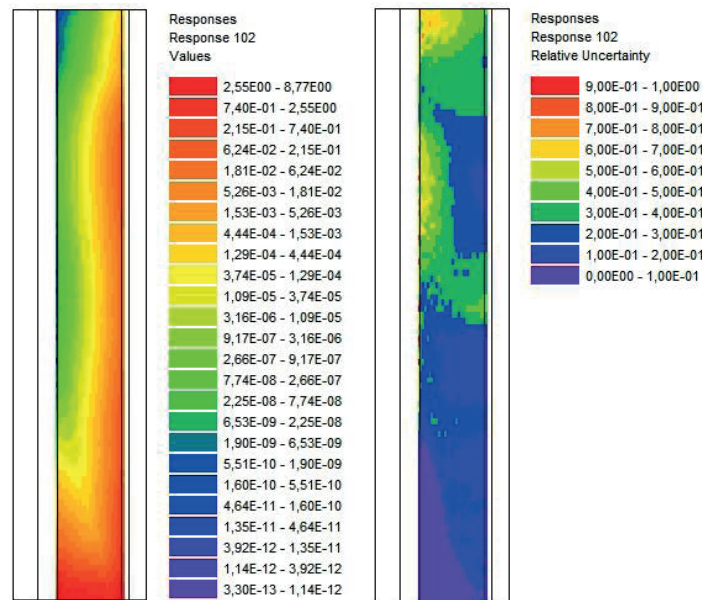 Responses
Response 102
Values
2,55E00 - 8,77E00
7,40E-01 - 2,55E00
2,15E-01 - 7,40E-01
6,24E-02 - 2,15E-01
1,81E-02 - 6,24E-02
5,26E-03 - 1,81E-02
1,53E-03 - 5,26E-03
4,44E-04 - 1,53E-03
1,29E-04 - 4,44E-04
3,74E-05 - 1,29E-04
1,09E-05 - 3,74E-05
3,16E-06 - 1,09E-05
9,17E-07 - 3,16E-06
2,66E-07 - 9,17E-07
7,74E-08 - 2,66E-07
2,25E-08 - 7,74E-08
6,53E-09 - 2,25E-08
1,90E-09 - 6,53E-09
5,51E-10 - 1,90E-09
1,60E-10 - 5,51E-10
4,64E-11 - 1,60E-10
1,35E-11 - 4,64E-11
3,92E-12 - 1,35E-11
1,14E-12 - 3,92E-12
3,30E-13 - 1,14E-12
Responses
Response 102
Relative Uncertainty
9,00E-01 - 1,00E00
8,00E-01 - 9,00E-01
7,00E-01 - 8,00E-01
6,00E-01 - 7,00E-01
5,00E-01 - 6,00E-01
4,00E-01 - 5,00E-01
3,00E-01 - 4,00E-01
2,00E-01 - 3,00E-01
1,00E-01 - 2,00E-01
0,00E00 - 1,00E-01